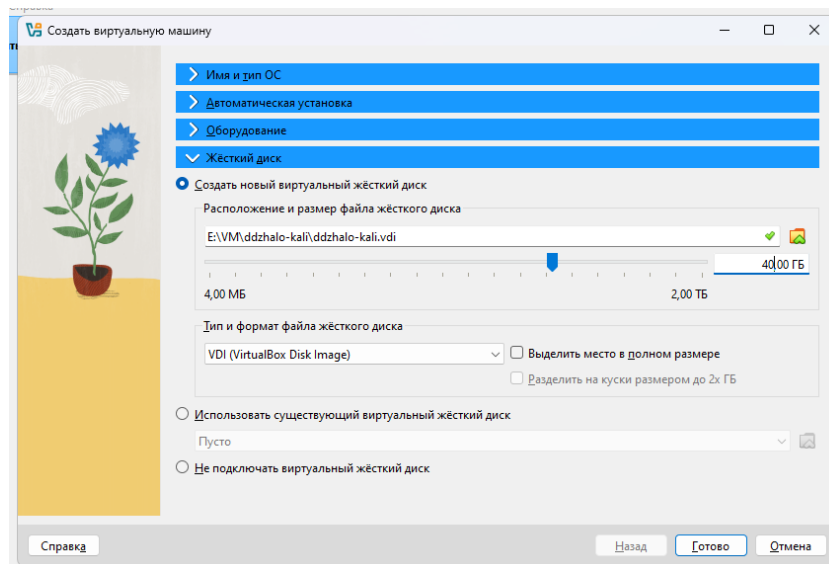 Справка
Создать виртуальную машину
Имя и тип ОС
Автоматическая установка
Оборудование
Жёсткий диск
Создать новый виртуальный жёсткий диск
Расположение и размер файла жёсткого диска
E:\VM\ddzhalo-kali\ddzhalo-kali.vdi
40,00 ГБ
4,00 МБ 2,00 ТБ
Тип и формат файла жёсткого диска
VDI (VirtualBox Disk Image) Выделить место в полном размере
Разделить на куски размером до 2х ГБ
Использовать существующий виртуальный жёсткий диск
Пусто
Не подключать виртуальный жёсткий диск
Справка Назад Готово Отмена